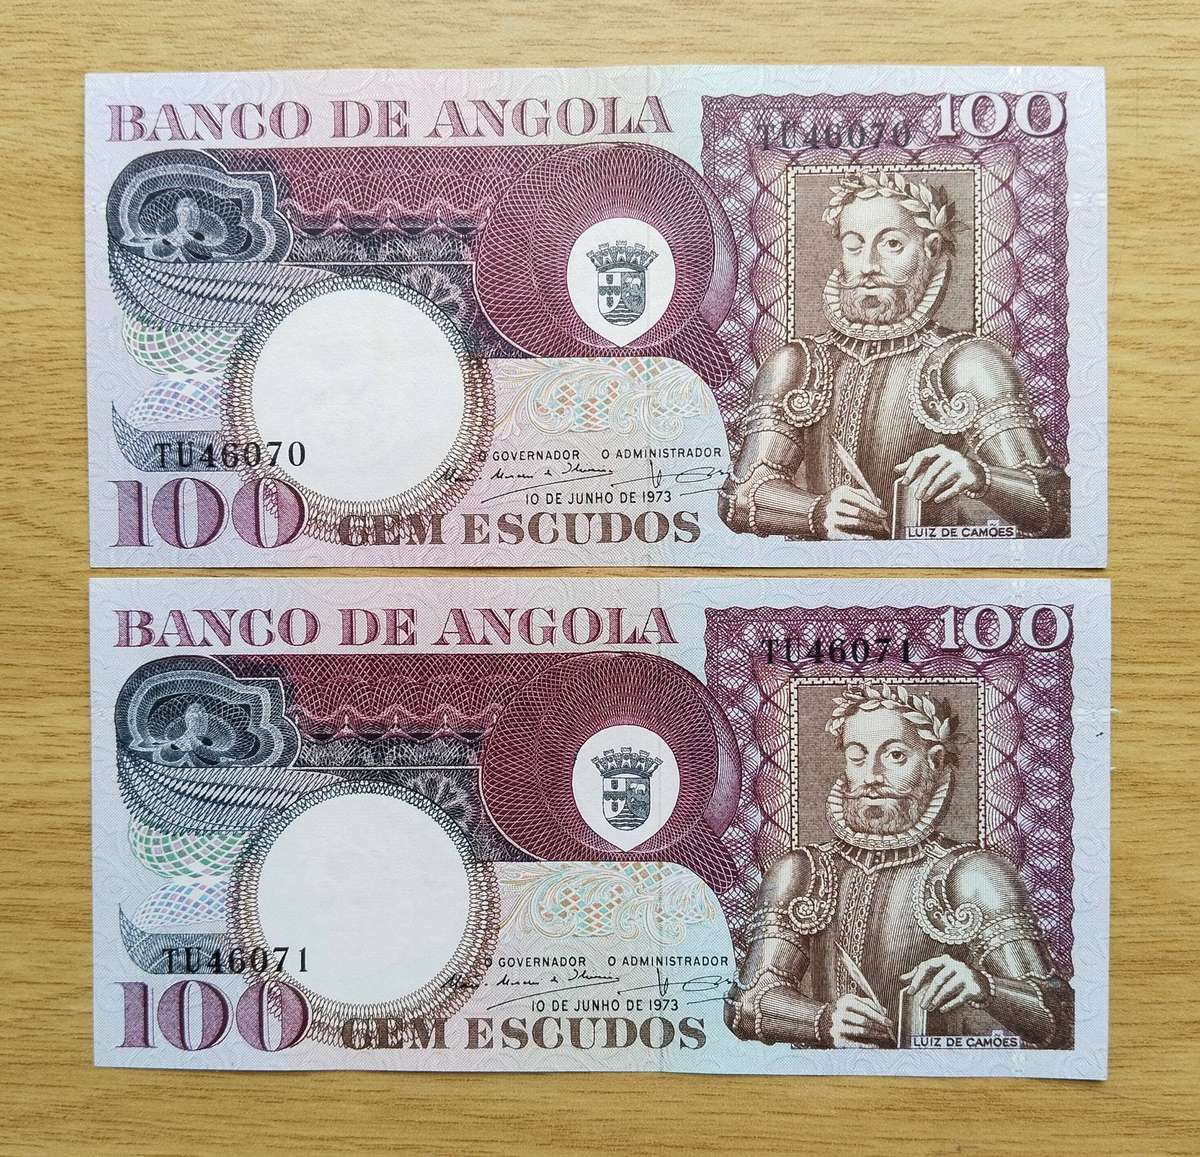 BANCO DE ANGOLA
100
TU46070
TU46070
O GOVERNADOR O ADMINISTRADOR
10 DE JUNHO DE 1973
100 CEM ESCUDOS
LUIZ DE CAMÕES
BANCO DE ANGOLA
100
TU46071
TU46071
O GOVERNADOR O ADMINISTRADOR
10 DE JUNHO DE 1973
100 CEM ESCUDOS
LUIZ DE CAMÕES